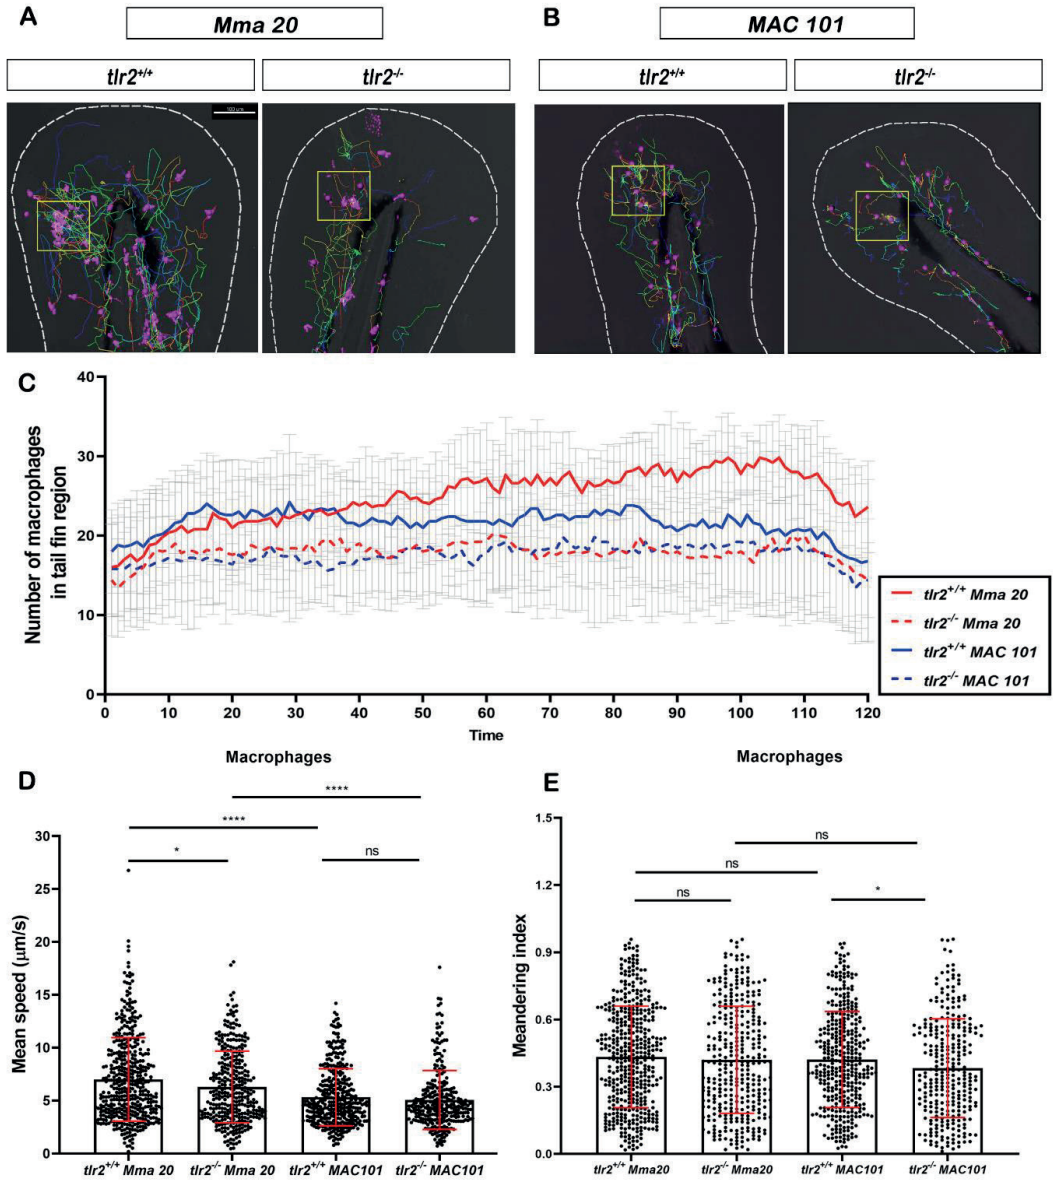 A
Mma 20
B
MAC 101
tlr2+/+
tlr2-/-
tlr2+/+
tlr2-/-
C
Number of macrophages
in tail fin region
40
30
20
10
0
0 10 20 30 40 50 60 70 80 90 100 110 120
Time
tlr2+/+ Mma 20
tlr2-/- Mma 20
tlr2+/+ MAC 101
tlr2-/- MAC 101
D
Macrophages
Mean speed (μm/s)
30
25
20
15
10
5
0
****
****
*
ns
tlr2+/+ Mma 20
tlr2-/- Mma 20
tlr2+/+ MAC101
tlr2-/- MAC101
E
Macrophages
Meandering index
1.5
1.2
0.9
0.6
0.3
0.0
ns
ns
ns
*
tlr2+/+ Mma20
tlr2-/- Mma20
tlr2+/+ MAC101
tlr2-/- MAC101